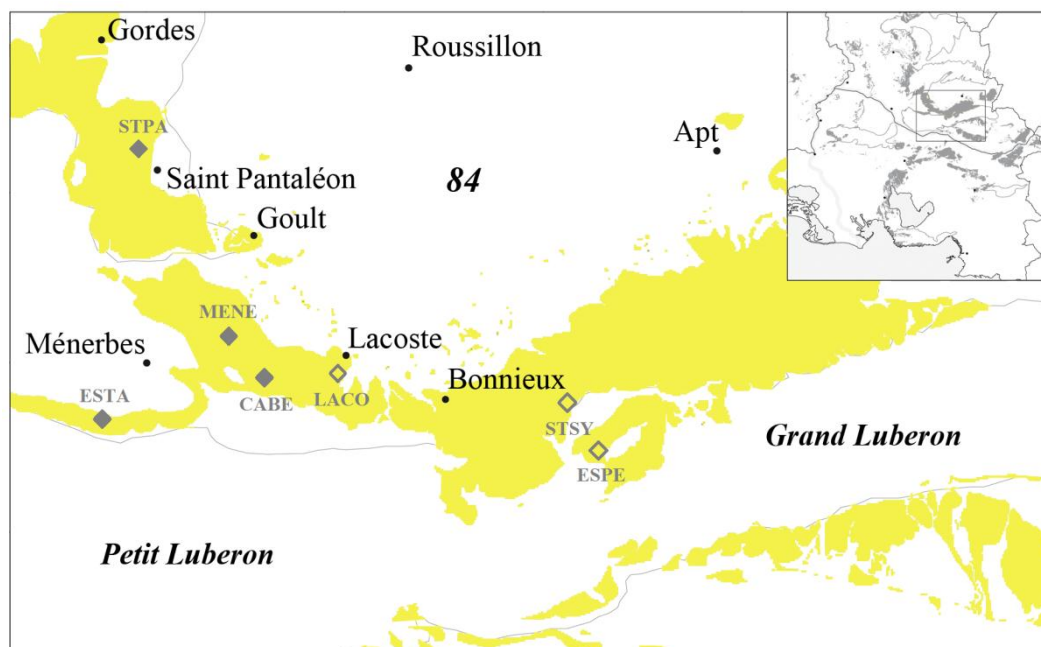 Gordes
Roussillon
STPA
Apt
Saint Pantaléon
84
Goult
MENE
Ménerbes
Lacoste
CABE
LACO
Bonnieux
ESTA
STSY
Grand Luberon
ESPE
Petit Luberon